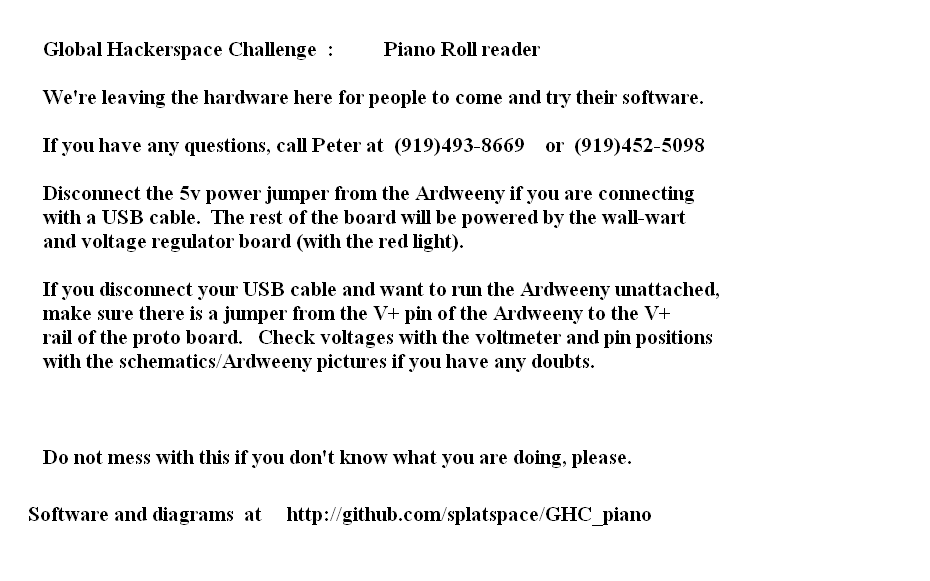 Global Hackerspace Challenge : Piano Roll reader
We're leaving the hardware here for people to come and try their software.
If you have any questions, call Peter at (919)493-8669 or (919)452-5098
Disconnect the 5v power jumper from the Ardweeny if you are connecting
with a USB cable. The rest of the board will be powered by the wall-wart
and voltage regulator board (with the red light).
If you disconnect your USB cable and want to run the Ardweeny unattached,
make sure there is a jumper from the V+ pin of the Ardweeny to the V+
rail of the proto board. Check voltages with the voltmeter and pin positions
with the schematics/Ardweeny pictures if you have any doubts.
Do not mess with this if you don't know what you are doing, please.
Software and diagrams at http://github.com/splatspace/GHC_piano